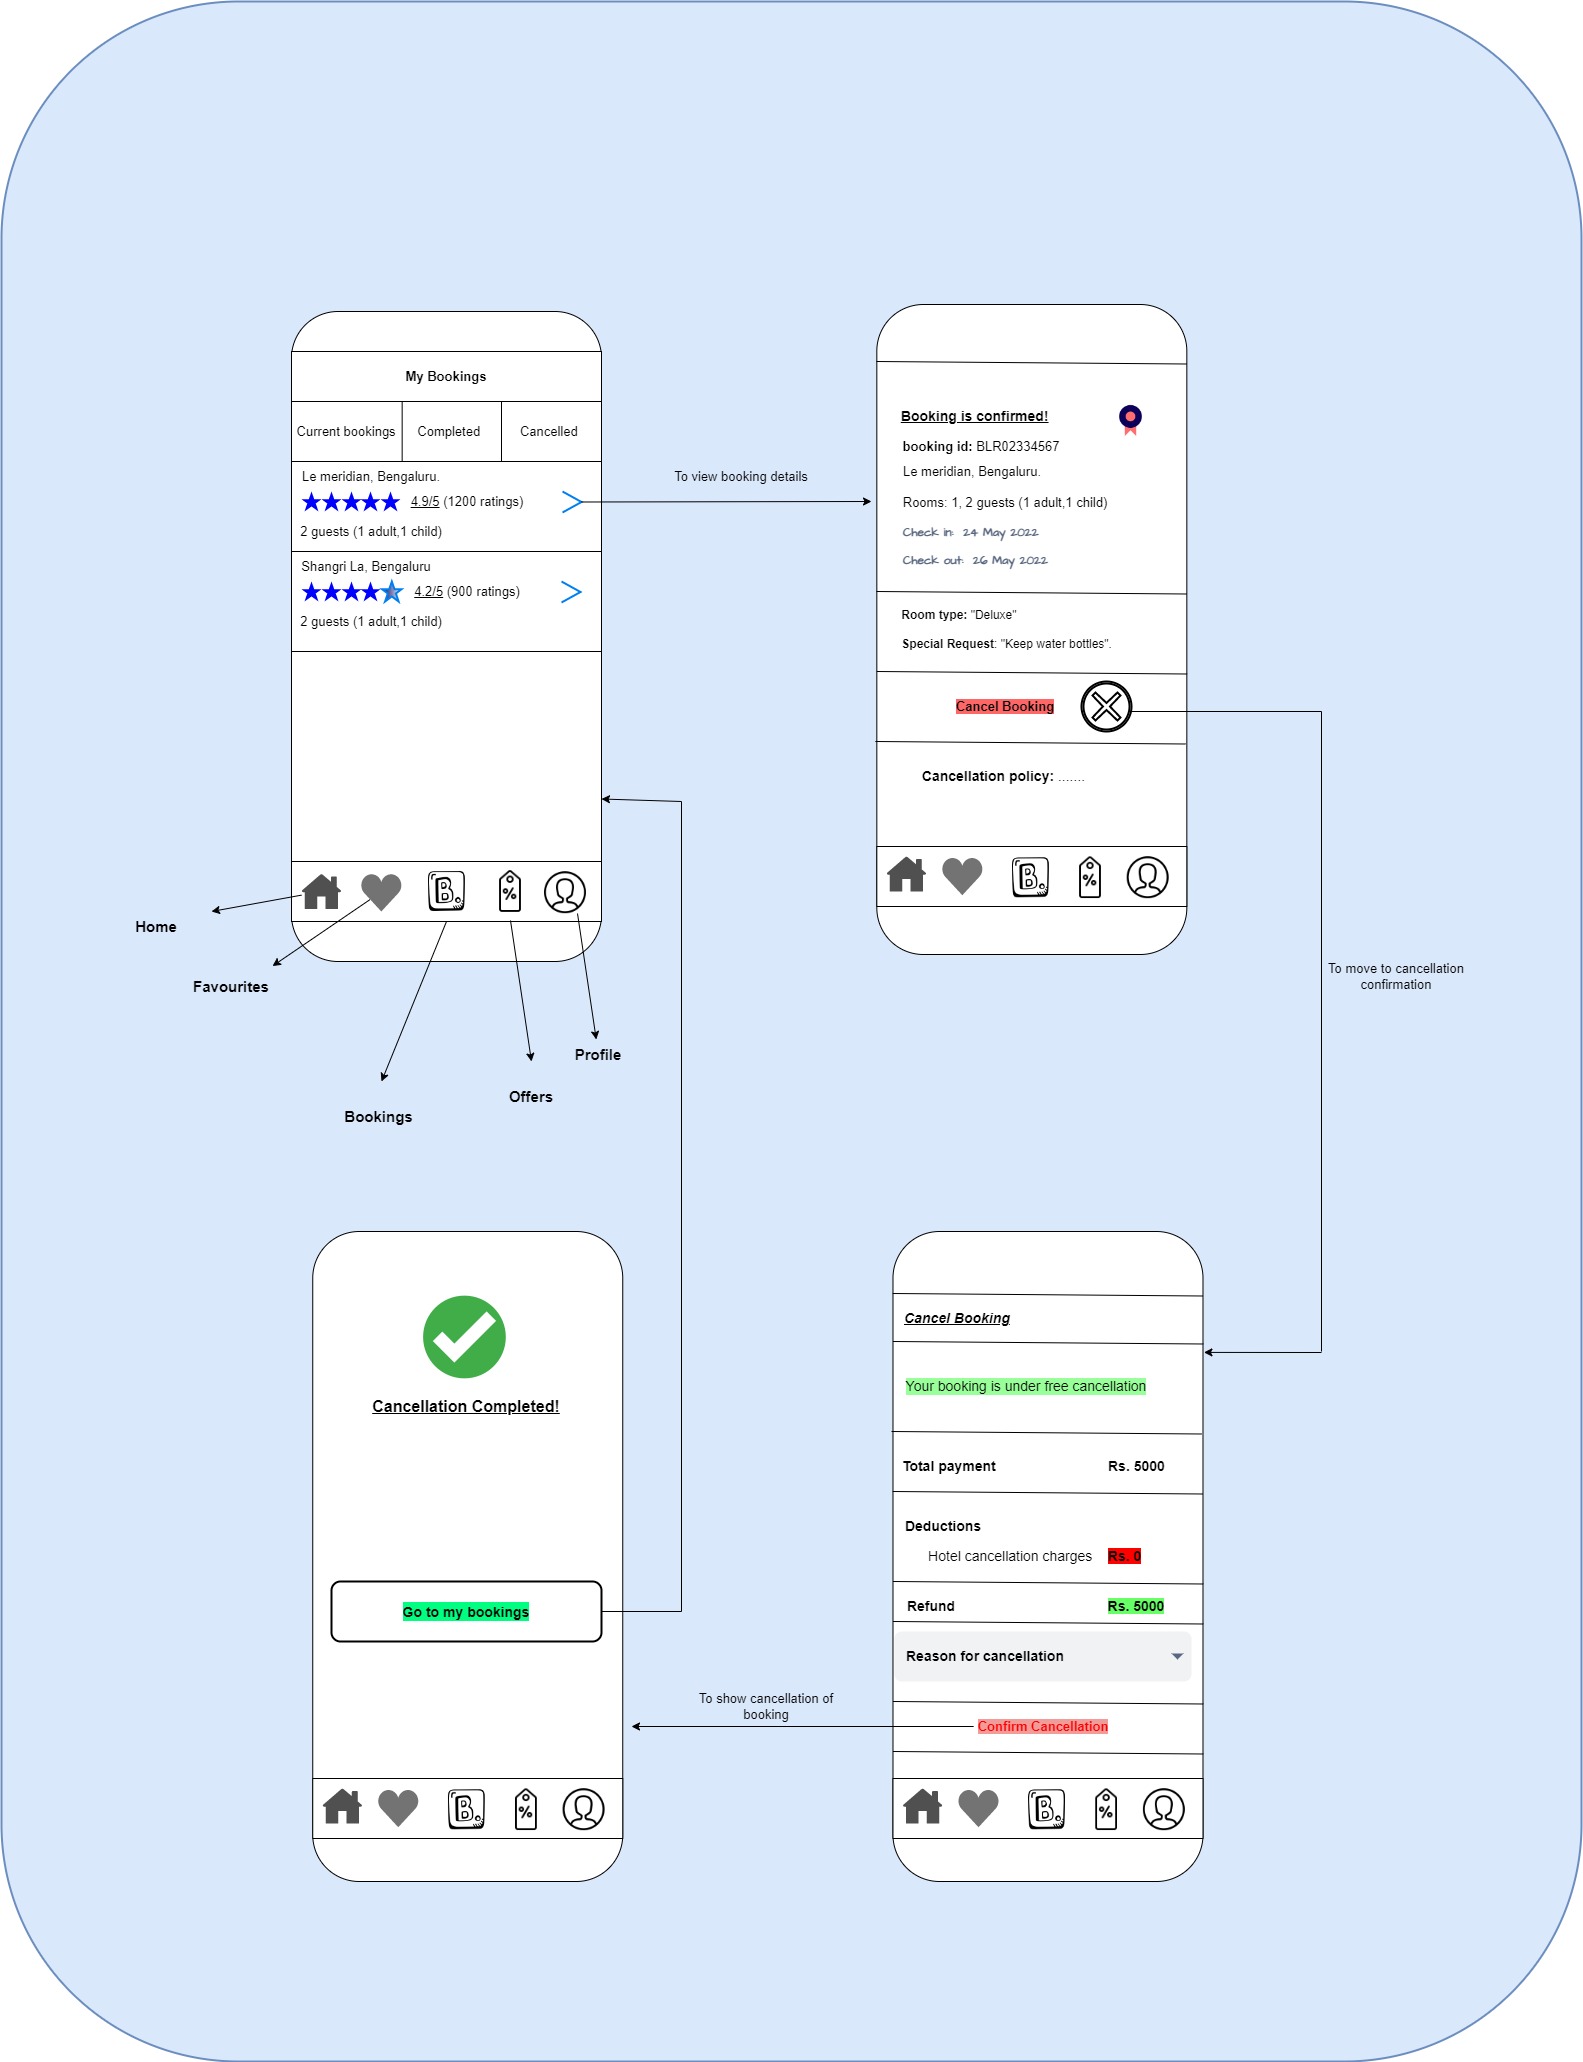 My Bookings
Current bookings
Completed
Cancelled
Le meridian, Bengaluru.
4.9/5 (1200 ratings)
2 guests (1 adult,1 child)
Shangri La, Bengaluru
4.2/5 (900 ratings)
2 guests (1 adult,1 child)
B.
%
Home
Favourites
Bookings
Offers
Profile
To view booking details
Booking is confirmed!
booking id: BLR02334567
Le meridian, Bengaluru.
Rooms: 1, 2 guests (1 adult,1 child)
Check in: 24 May 2022
Check out: 26 May 2022
Room type: "Deluxe"
Special Request: "Keep water bottles".
Cancel Booking
Cancellation policy: .......
B.
%
To move to cancellation
confirmation
Cancel Booking
Your booking is under free cancellation
Total payment
Rs. 5000
Deductions
Hotel cancellation charges
Rs. 0
Refund
Rs. 5000
Reason for cancellation
Confirm Cancellation
B.
%
To show cancellation of
booking
Cancellation Completed!
Go to my bookings
B.
%